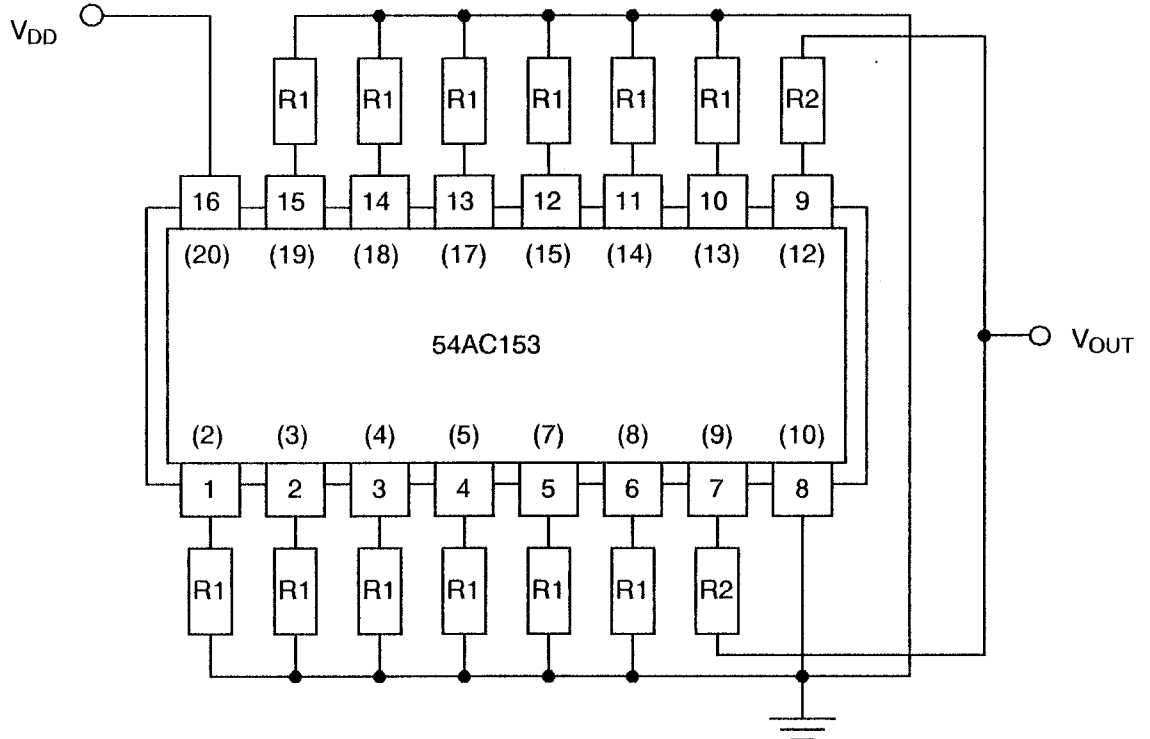 V_DD
R1 R1 R1 R1 R1 R1 R2
16 15 14 13 12 11 10 9
(20) (19) (18) (17) (15) (14) (13) (12)
54AC153
V_OUT
(2) (3) (4) (5) (7) (8) (9) (10)
1 2 3 4 5 6 7 8
R1 R1 R1 R1 R1 R1 R2